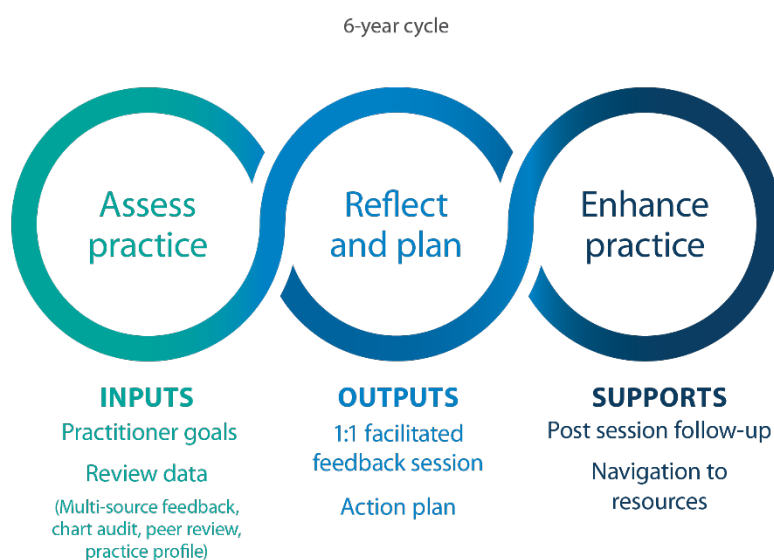 6-year cycle
Assess
practice
Reflect
and plan
Enhance
practice
INPUTS
Practitioner goals
Review data
(Multi-source feedback,
chart audit, peer review,
practice profile)
OUTPUTS
1:1 facilitated
feedback session
Action plan
SUPPORTS
Post session follow-up
Navigation to
resources